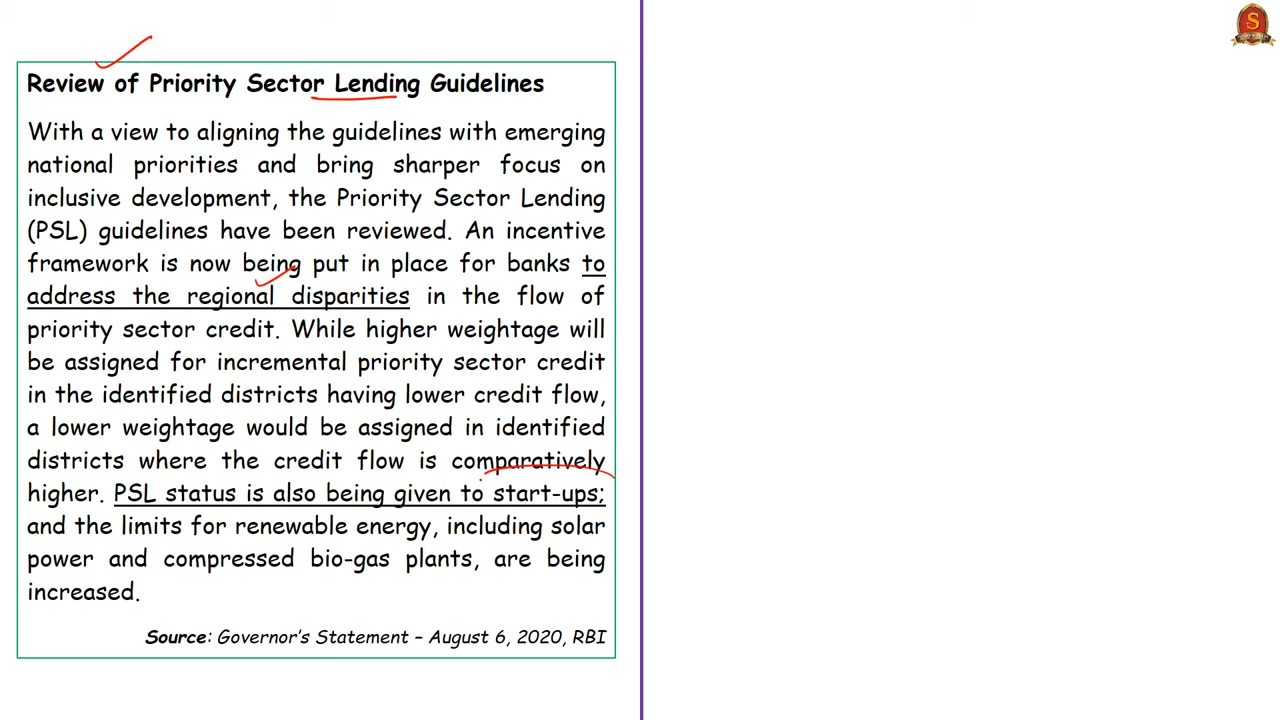 Review of Priority Sector Lending Guidelines
With a view to aligning the guidelines with emerging
national priorities and bring sharper focus on
inclusive development, the Priority Sector Lending
(PSL) guidelines have been reviewed. An incentive
framework is now being put in place for banks to
address the regional disparities in the flow of
priority sector credit. While higher weightage will
be assigned for incremental priority sector credit
in the identified districts having lower credit flow,
a lower weightage would be assigned in identified
districts where the credit flow is comparatively
higher. PSL status is also being given to start-ups;
and the limits for renewable energy, including solar
power and compressed bio-gas plants, are being
increased.
Source: Governor's Statement – August 6, 2020, RBI
S